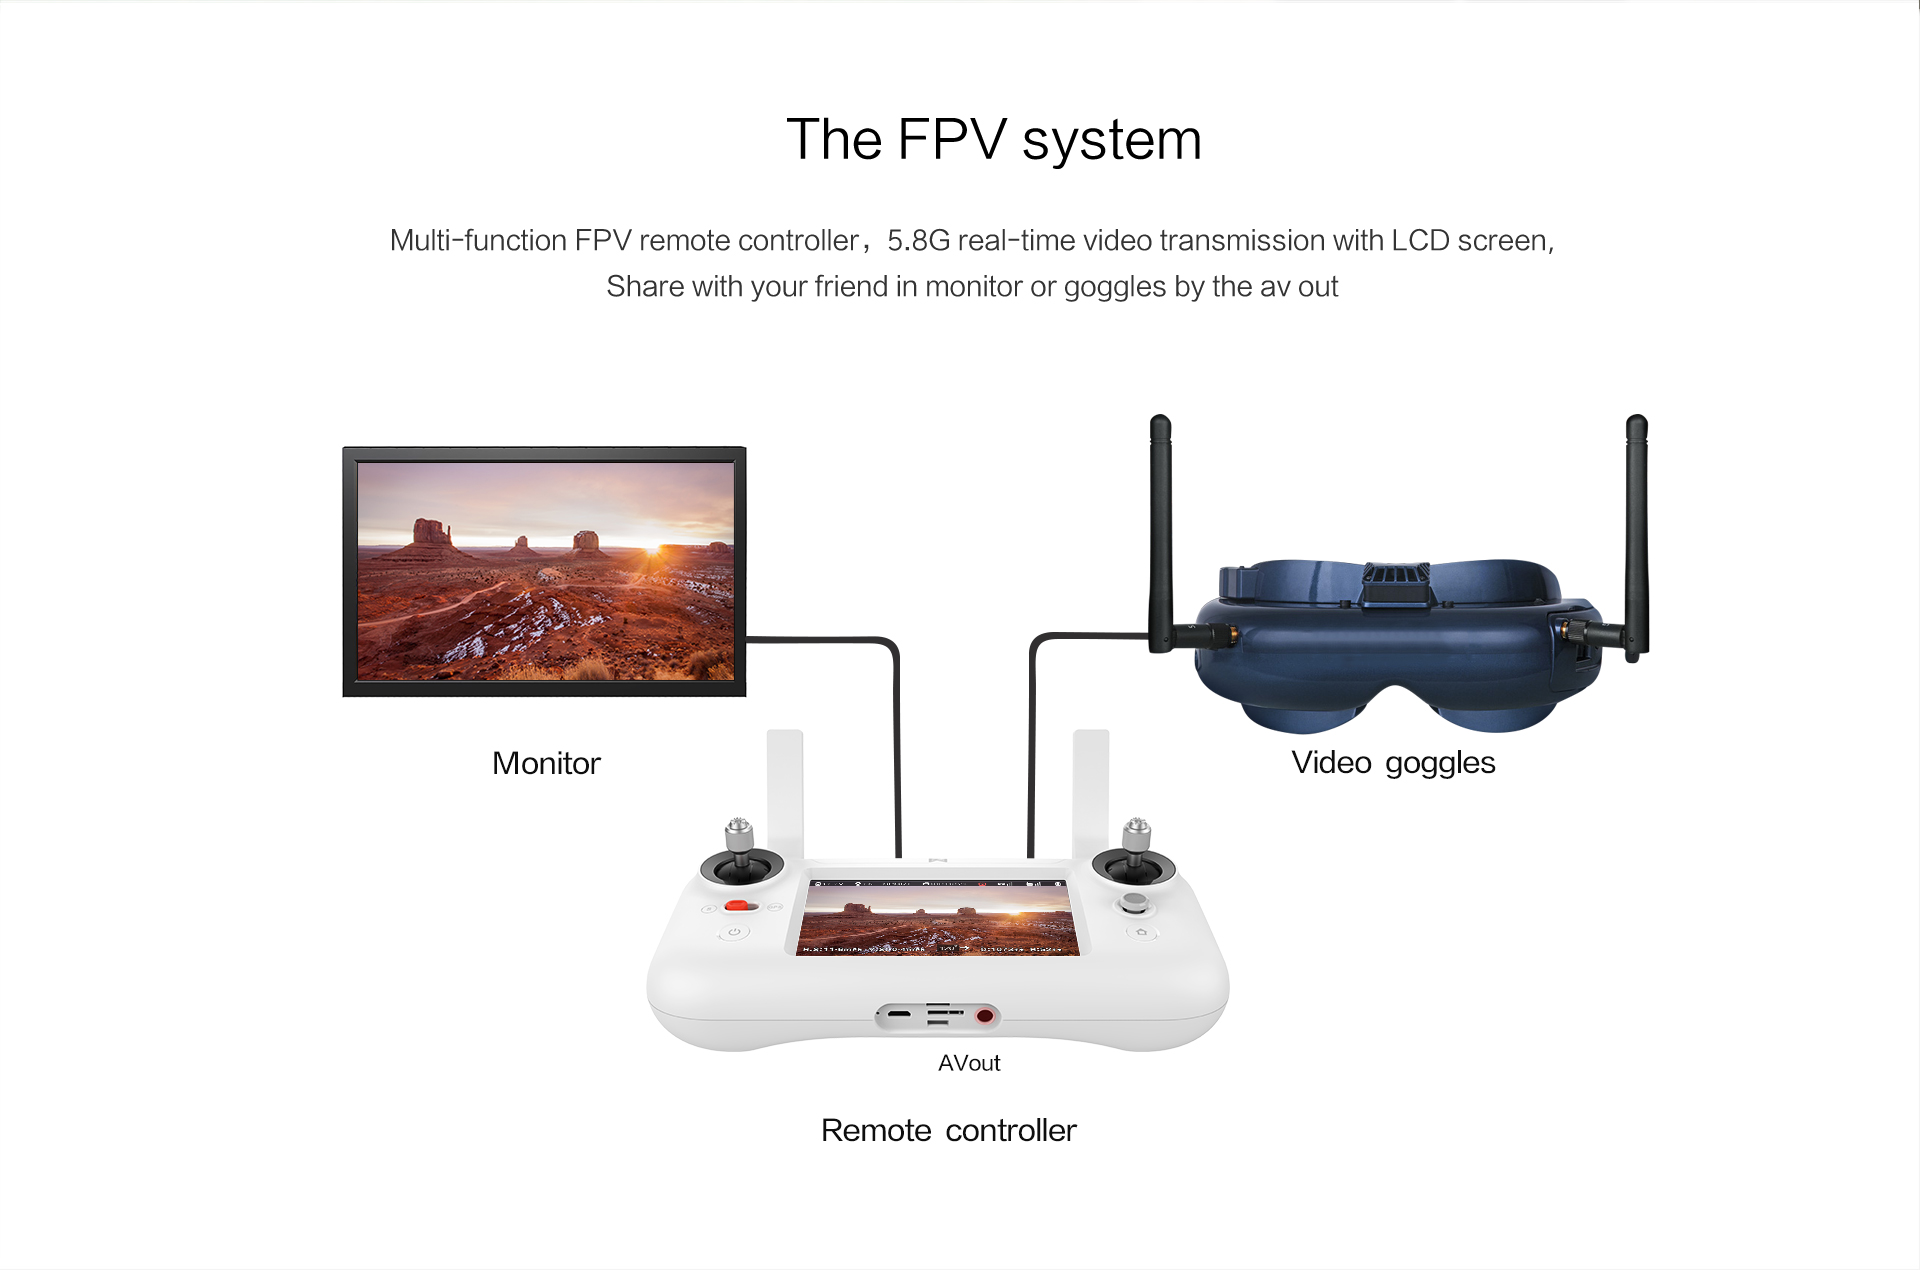 The FPV system
Multi-function FPV remote controller，5.8G real-time video transmission with LCD screen,
Share with your friend in monitor or goggles by the av out
Monitor
Video goggles
AVout
Remote controller